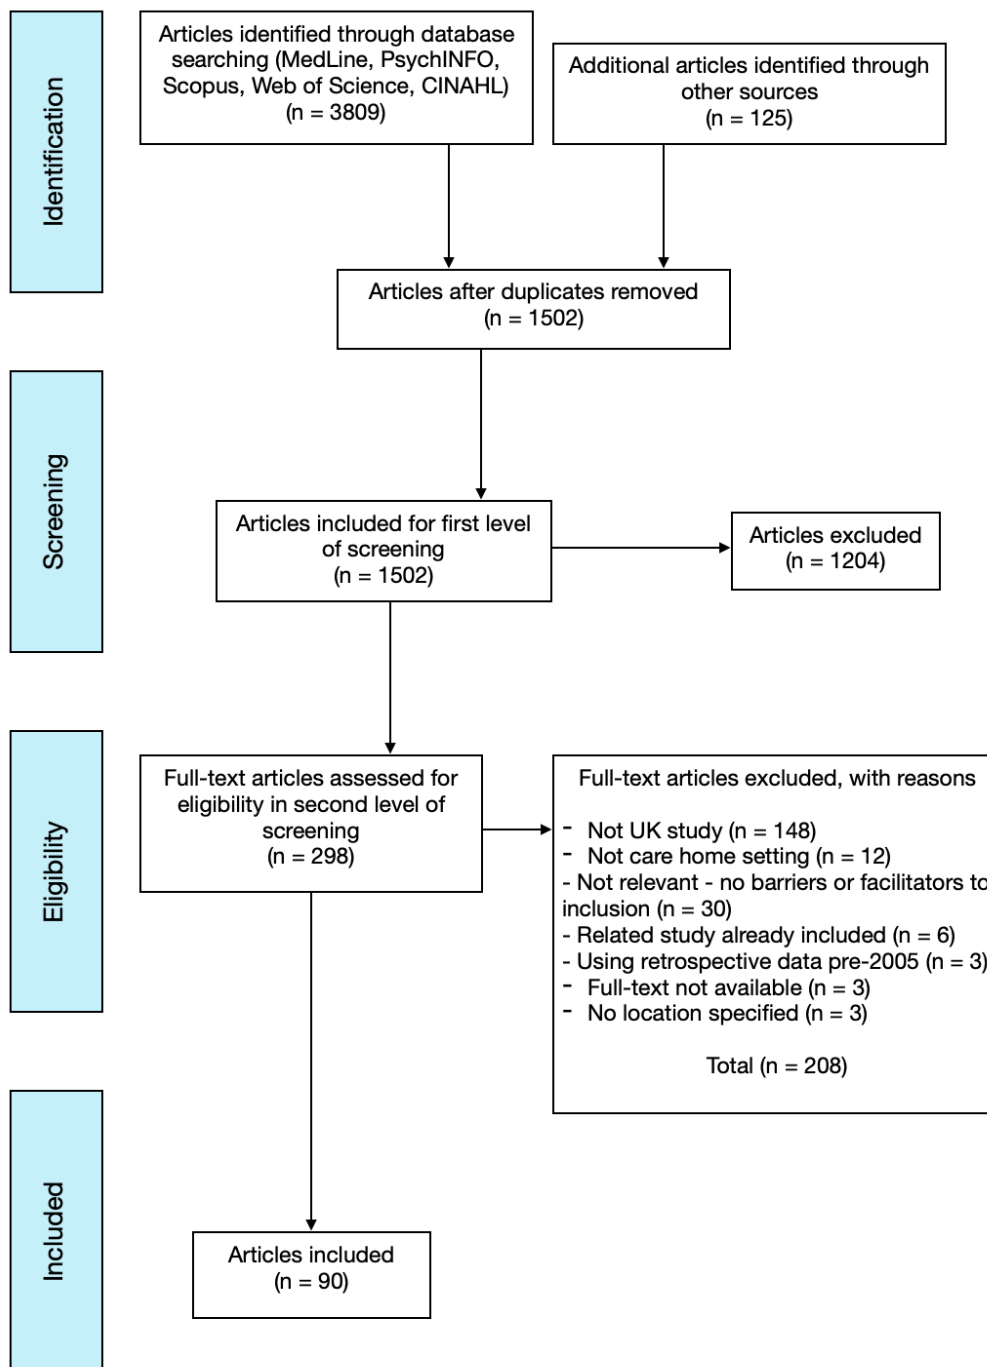 Identification
Articles identified through database
searching (MedLine, PsychINFO,
Scopus, Web of Science, CINAHL)
(n = 3809)
Additional articles identified through
other sources
(n = 125)
Articles after duplicates removed
(n = 1502)
Screening
Articles included for first level
of screening
(n = 1502)
Articles excluded
(n = 1204)
Eligibility
Full-text articles assessed for
eligibility in second level of
screening
(n = 298)
Full-text articles excluded, with reasons
- Not UK study (n = 148)
- Not care home setting (n = 12)
- Not relevant - no barriers or facilitators to
inclusion (n = 30)
- Related study already included (n = 6)
- Using retrospective data pre-2005 (n = 3)
- Full-text not available (n = 3)
- No location specified (n = 3)
Total (n = 208)
Included
Articles included
(n = 90)